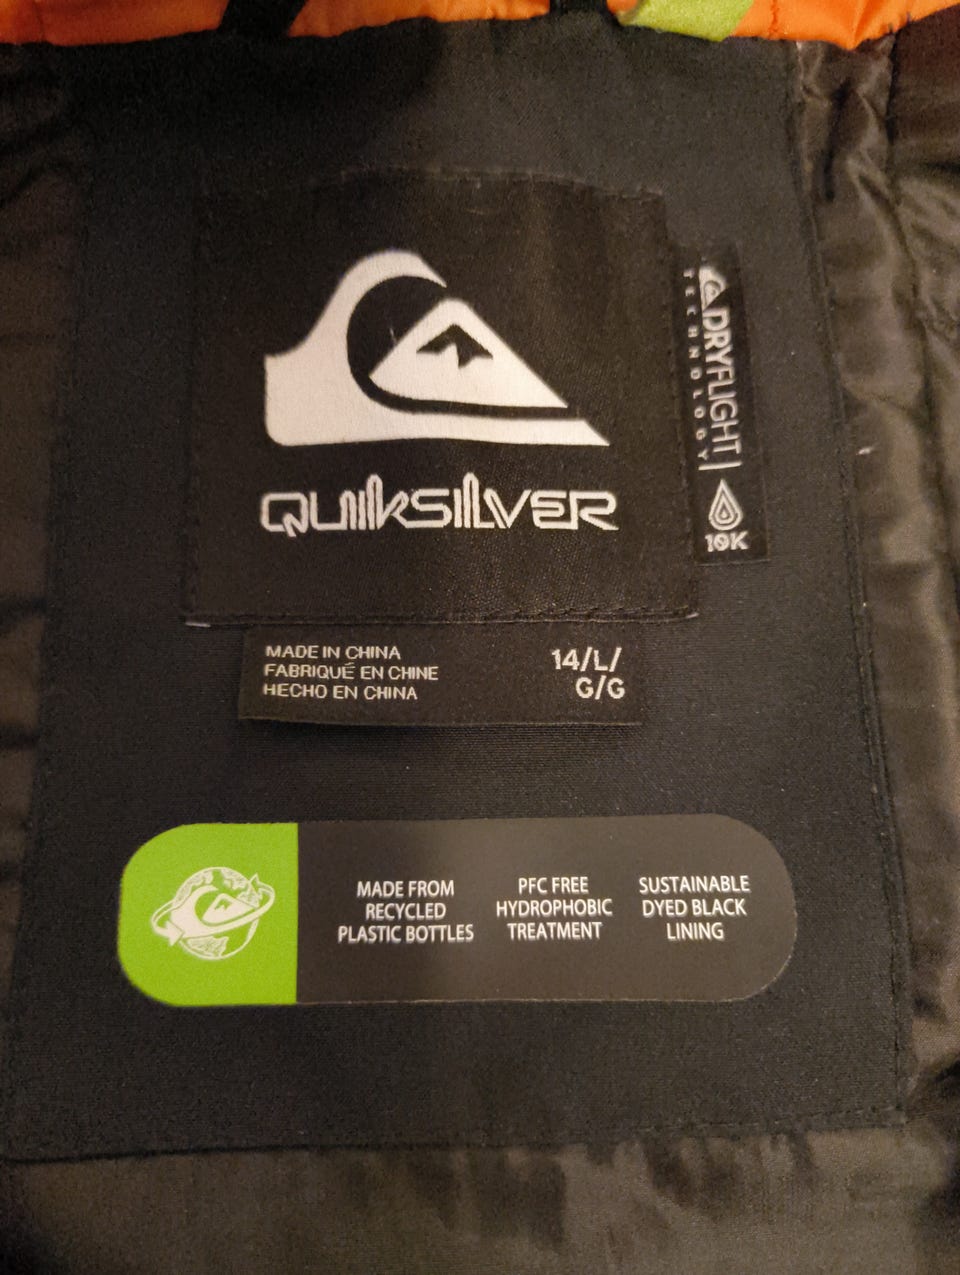 QUIKSILVER
DRYFLIGHT
TECHNOLOGY
10K
MADE IN CHINA
FABRIQUÉ EN CHINE
HECHO EN CHINA
14/L/
G/G
MADE FROM
RECYCLED
PLASTIC BOTTLES
PFC FREE
HYDROPHOBIC
TREATMENT
SUSTAINABLE
DYED BLACK
LINING